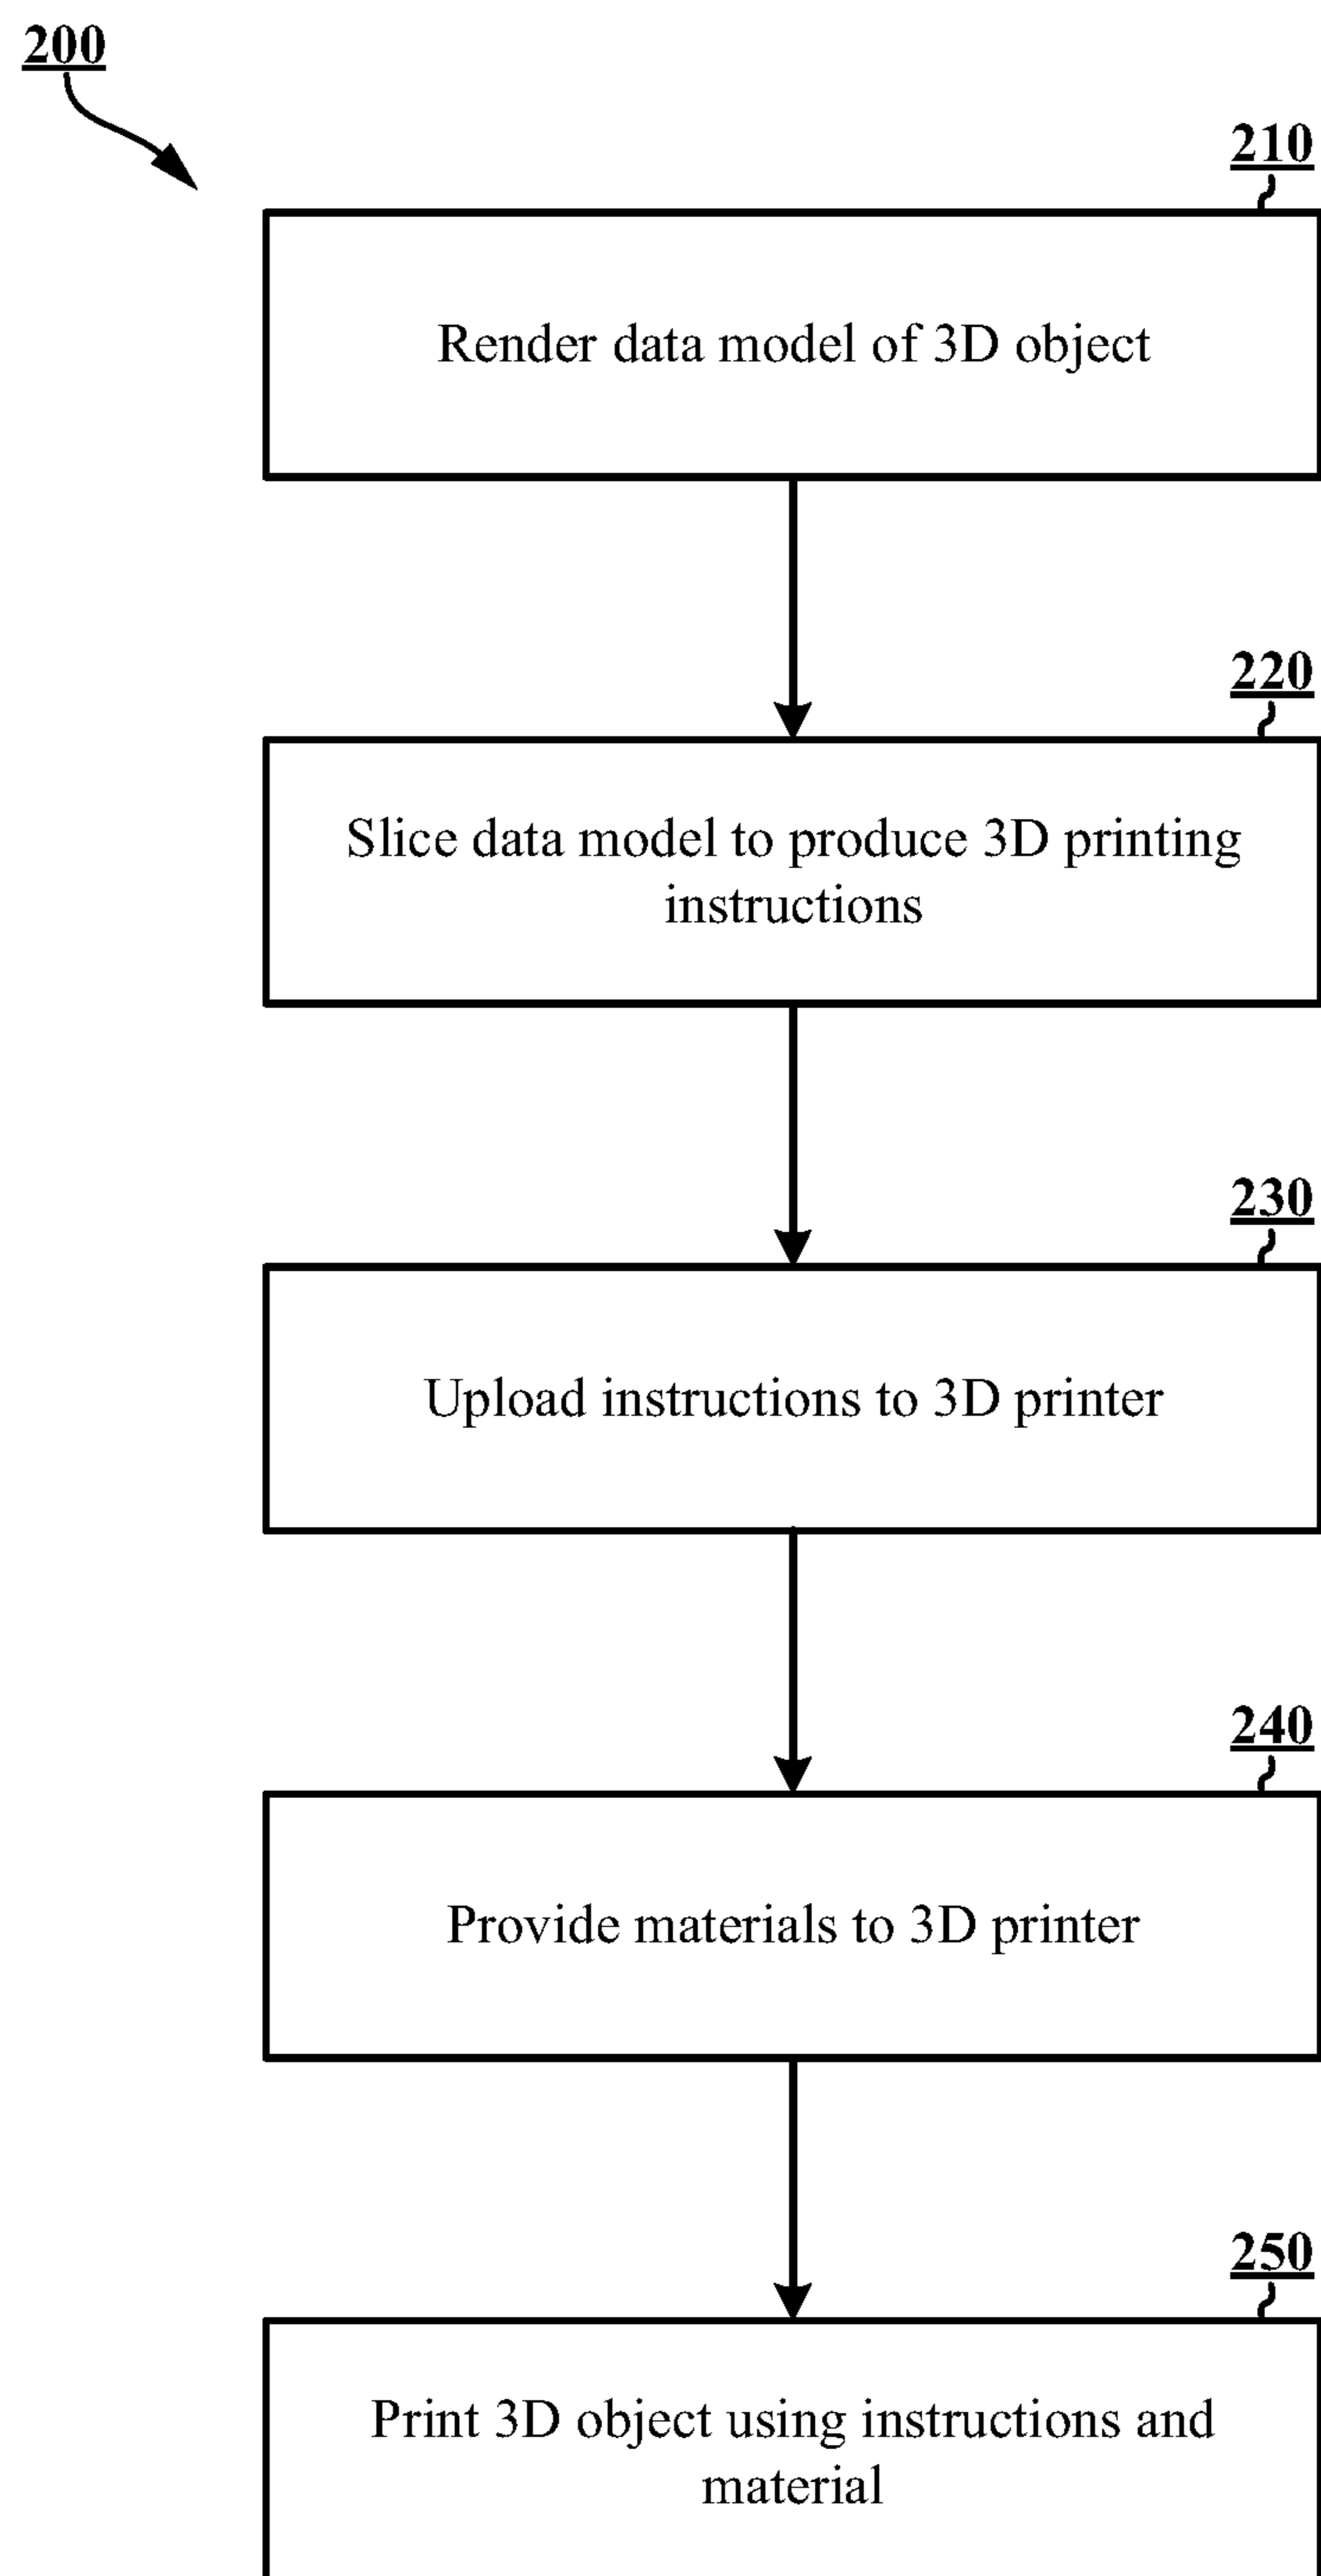 200
210
Render data model of 3D object
220
Slice data model to produce 3D printing
instructions
230
Upload instructions to 3D printer
240
Provide materials to 3D printer
250
Print 3D object using instructions and
material